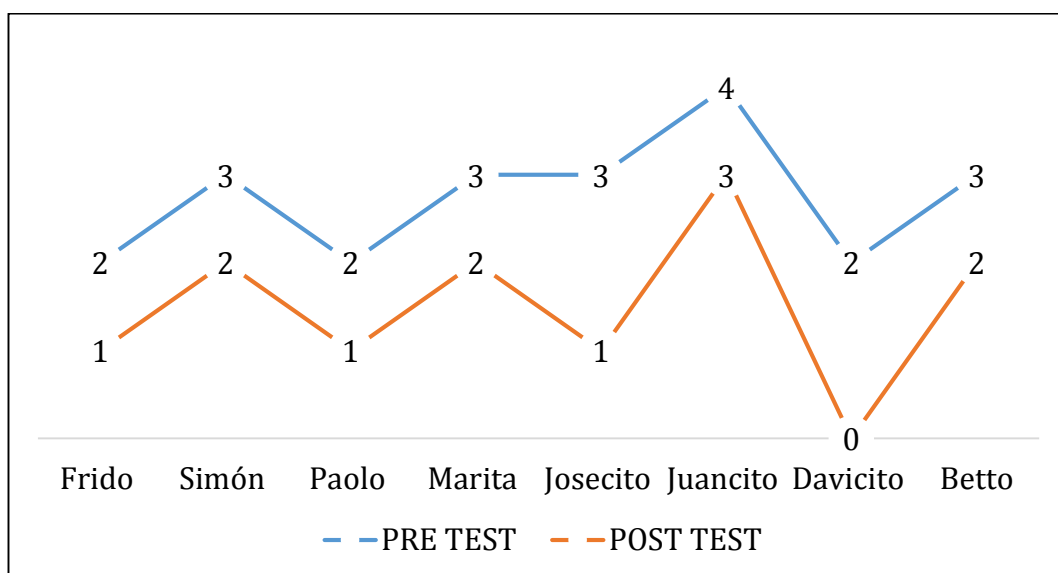 4
3 3 3 3 3
2 2 2 2 2 2
1 1 1
0
Frido Simón Paolo Marita Josecito Juancito Davicito Betto
PRE TEST POST TEST